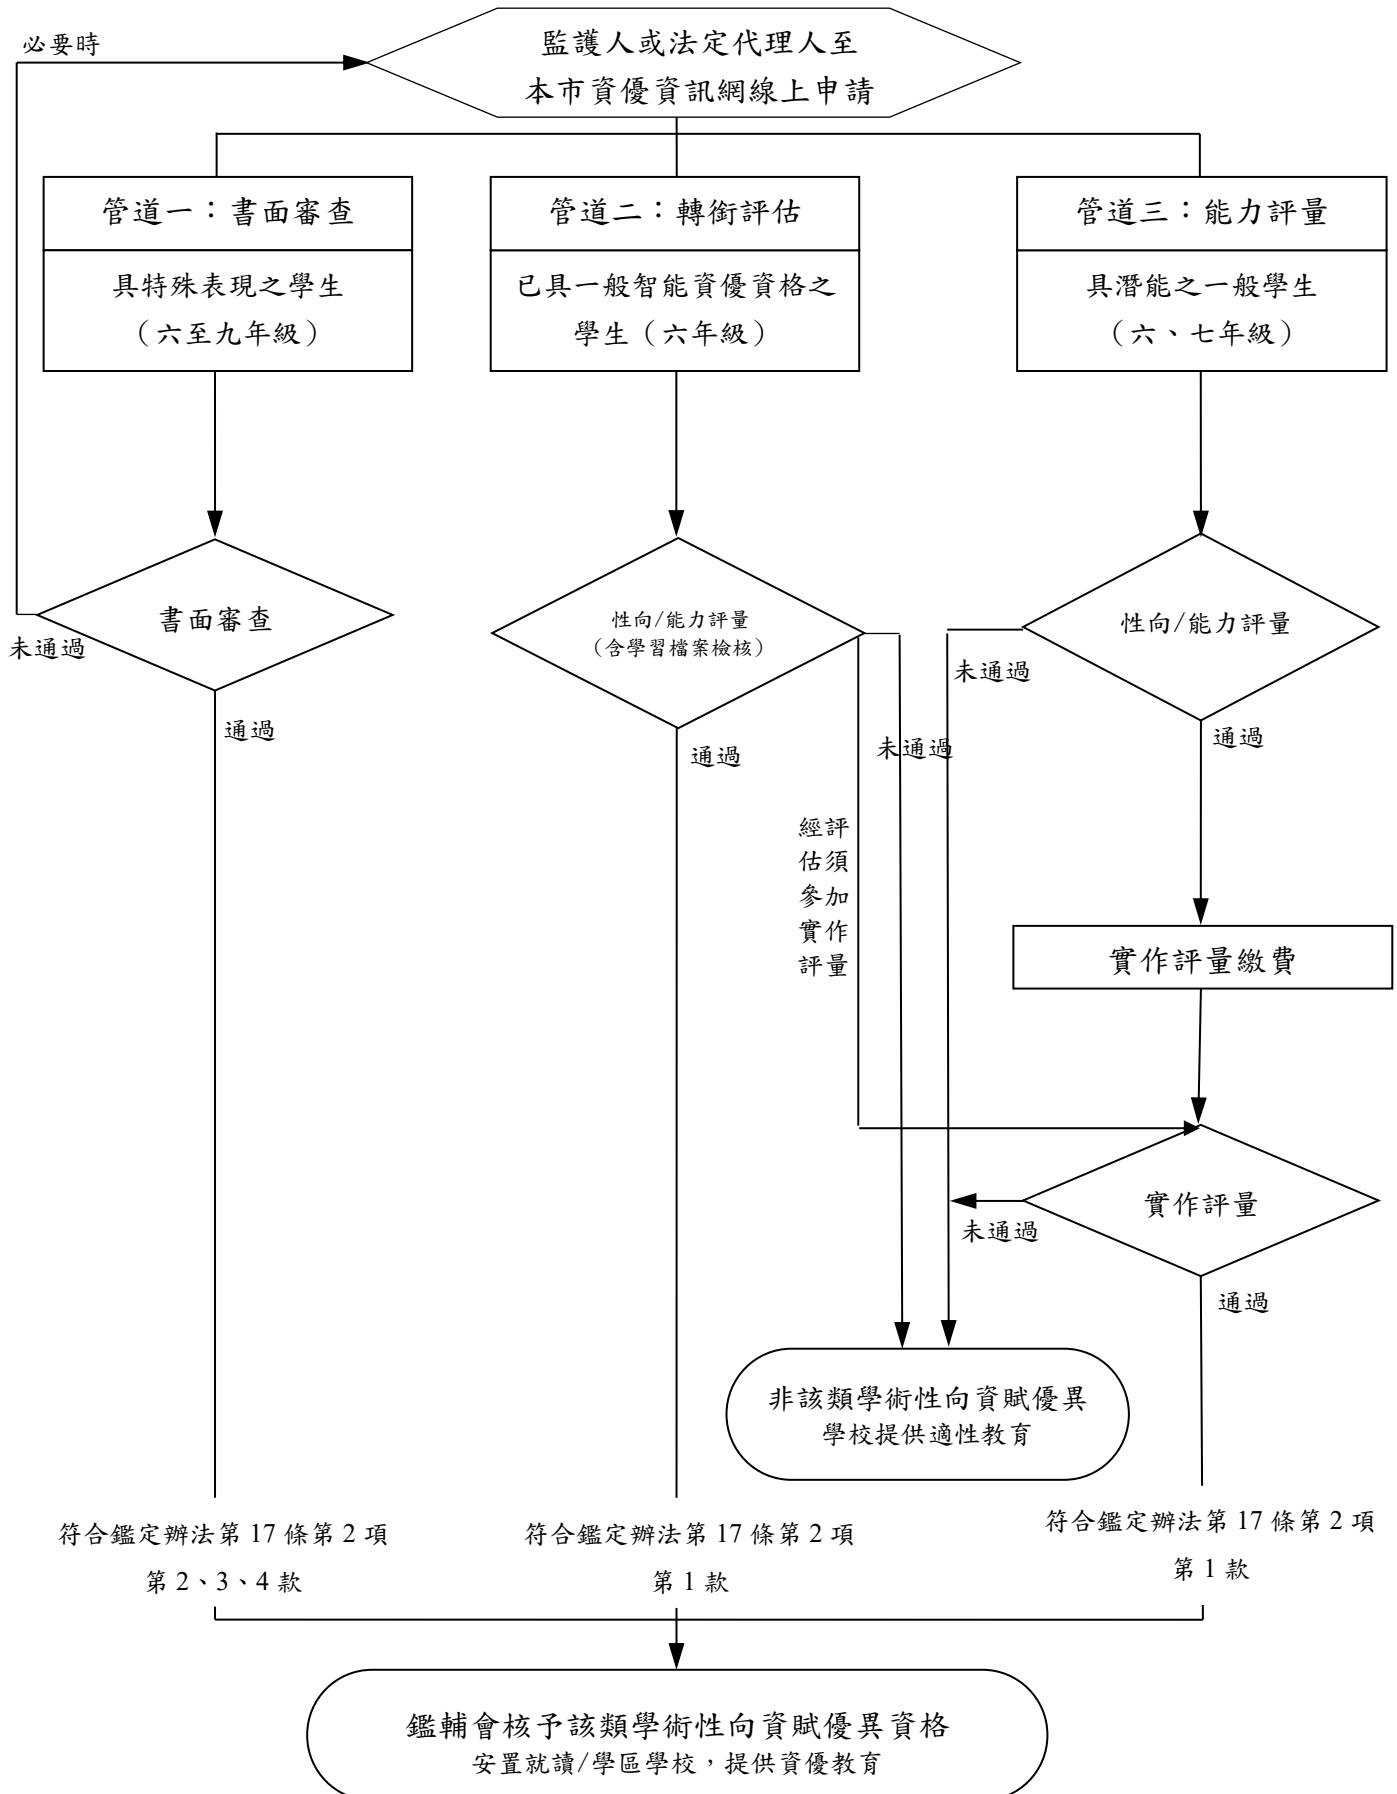 必要時
監護人或法定代理人至
本市資優資訊網線上申請
管道一：書面審查
具特殊表現之學生
（六至九年級）
管道二：轉銜評估
已具一般智能資優資格之
學生（六年級）
管道三：能力評量
具潛能之一般學生
（六、七年級）
書面審查
未通過
通過
性向/能力評量
（含學習檔案檢核）
通過
未通過
經評
估須
參加
實作
評量
性向/能力評量
未通過
通過
實作評量繳費
實作評量
未通過
通過
非該類學術性向資賦優異
學校提供適性教育
符合鑑定辦法第 17 條第 2 項
第 2、3、4 款
符合鑑定辦法第 17 條第 2 項
第 1 款
符合鑑定辦法第 17 條第 2 項
第 1 款
鑑輔會核予該類學術性向資賦優異資格
安置就讀/學區學校，提供資優教育